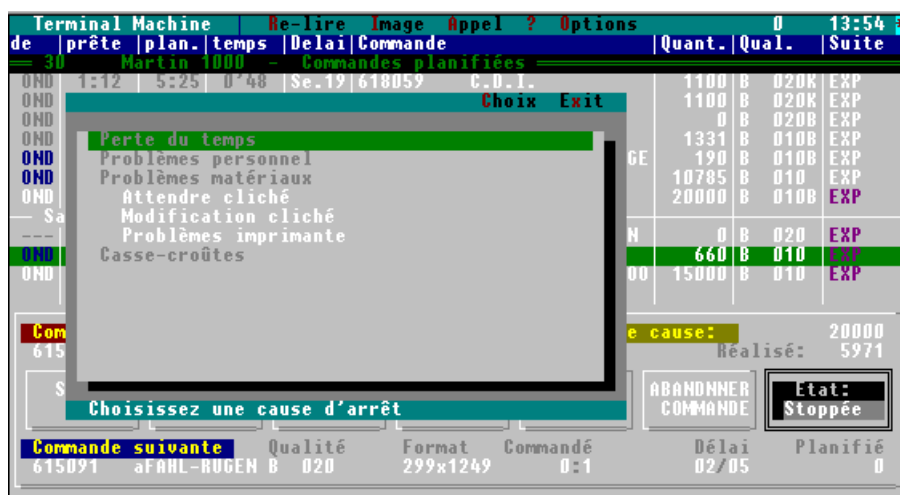 Terminal Machine Re-lire Image Appel ? Options 0 13:54
de prête plan. temps Delai Commande Quant. Qual. Suite
30 Martin 1000 - Commandes planifiées
OND 1:12 5:25 0'48 Se.19 618059 C.D.I. 1100 B 020K EXP
OND Choix Exit 1100 B 020K EXP
OND 0 B 020B EXP
OND Perte du temps 1331 B 010B EXP
OND Problèmes personnel GE 190 B 010B EXP
OND Problèmes matériaux 10785 B 010 EXP
OND Attendre cliché 20000 B 010B EXP
Sa Modification cliché
--- Problèmes imprimante N 0 B 020 EXP
OND Casse-croûtes 660 B 010 EXP
OND 00 15000 B 010 EXP
Com e cause: 20000
615 Réalisé: 5971
S ABANDNNER Etat:
Choisissez une cause d'arrêt COMMANDE Stoppée
Commande suivante Qualité Format Commandé Délai Planifié
615091 aFAHL-RUGEN B 020 299x1249 0:1 02/05 0